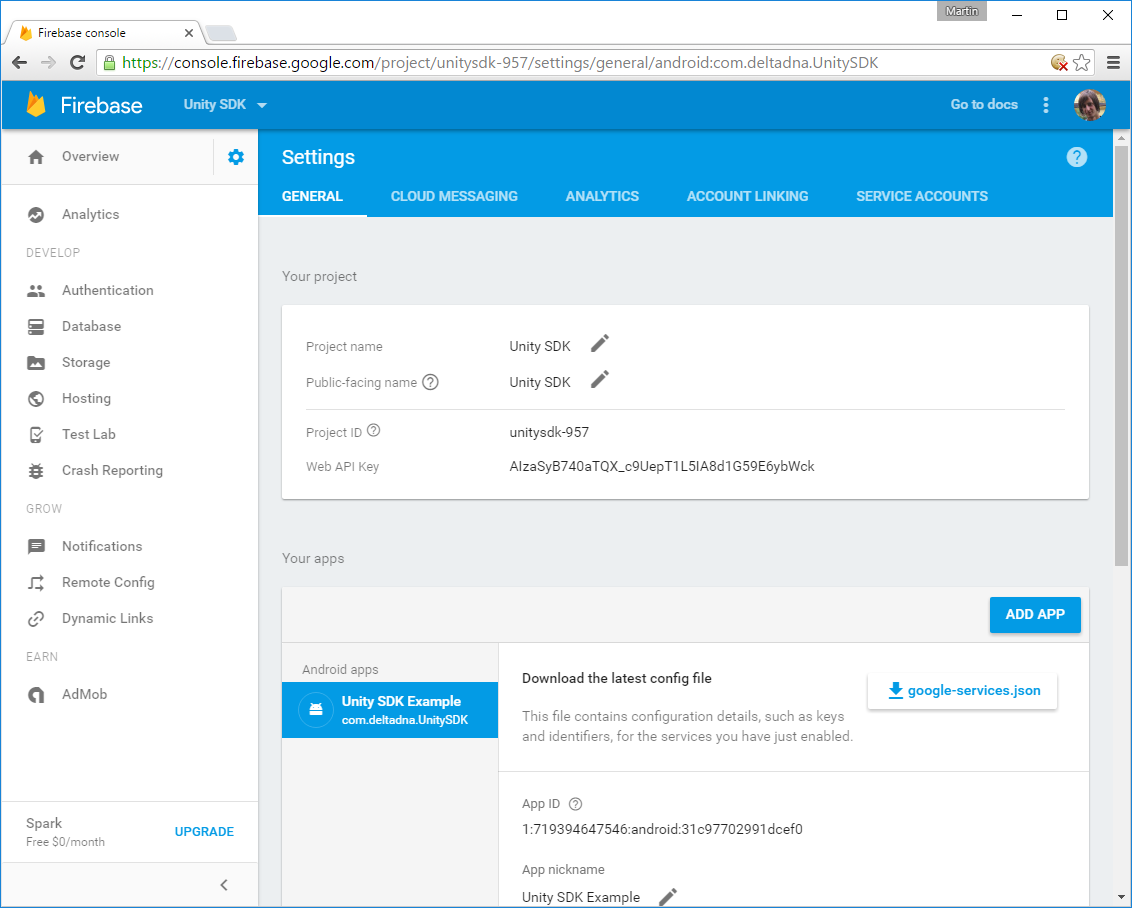 Martin
Firebase console
https://console.firebase.google.com/project/unitysdk-957/settings/general/android:com.deltadna.UnitySDK
Firebase
Unity SDK
Go to docs
Overview
Settings
GENERAL
CLOUD MESSAGING
ANALYTICS
ACCOUNT LINKING
SERVICE ACCOUNTS
Analytics
DEVELOP
Authentication
Database
Storage
Hosting
Test Lab
Crash Reporting
GROW
Notifications
Remote Config
Dynamic Links
EARN
AdMob
Spark
Free $0/month
UPGRADE
Your project
Project name
Unity SDK
Public-facing name
Unity SDK
Project ID
unitysdk-957
Web API Key
AIzaSyB740aTQX_c9UepT1L5IA8d1G59E6ybWck
Your apps
ADD APP
Android apps
Unity SDK Example
com.deltadna.UnitySDK
Download the latest config file
This file contains configuration details, such as keys
and identifiers, for the services you have just enabled.
google-services.json
App ID
1:719394647546:android:31c97702991dcef0
App nickname
Unity SDK Example